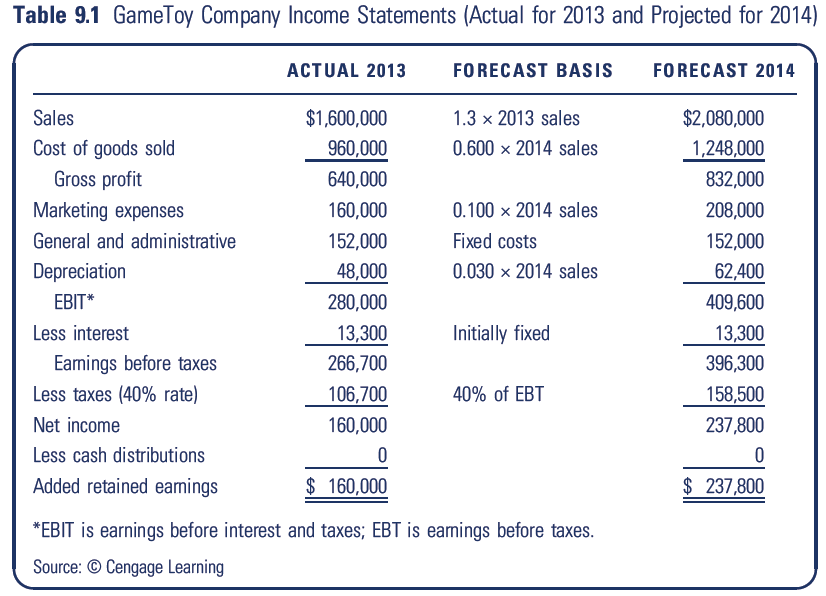 Table 9.1 GameToy Company Income Statements (Actual for 2013 and Projected for 2014)
ACTUAL 2013 FORECAST BASIS FORECAST 2014
Sales $1,600,000 1.3 × 2013 sales $2,080,000
Cost of goods sold 960,000 0.600 × 2014 sales 1,248,000
Gross profit 640,000 832,000
Marketing expenses 160,000 0.100 × 2014 sales 208,000
General and administrative 152,000 Fixed costs 152,000
Depreciation 48,000 0.030 × 2014 sales 62,400
EBIT* 280,000 409,600
Less interest 13,300 Initially fixed 13,300
Earnings before taxes 266,700 396,300
Less taxes (40% rate) 106,700 40% of EBT 158,500
Net income 160,000 237,800
Less cash distributions 0 0
Added retained earnings $ 160,000 $ 237,800
*EBIT is earnings before interest and taxes; EBT is earnings before taxes.
Source: © Cengage Learning